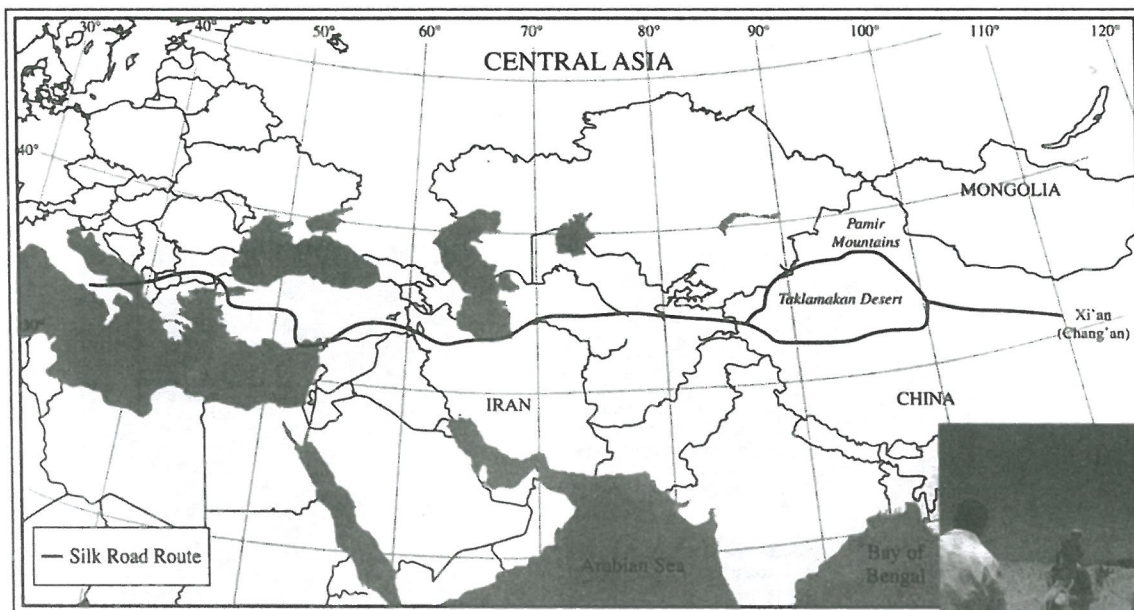 30°
40°
50°
60°
70°
80°
90°
100°
110°
120°
CENTRAL ASIA
40°
MONGOLIA
Pamir
Mountains
Taklamakan Desert
30°
Xi'an
(Chang'an)
IRAN
CHINA
Silk Road Route
Arabian Sea
Bay of
Bengal